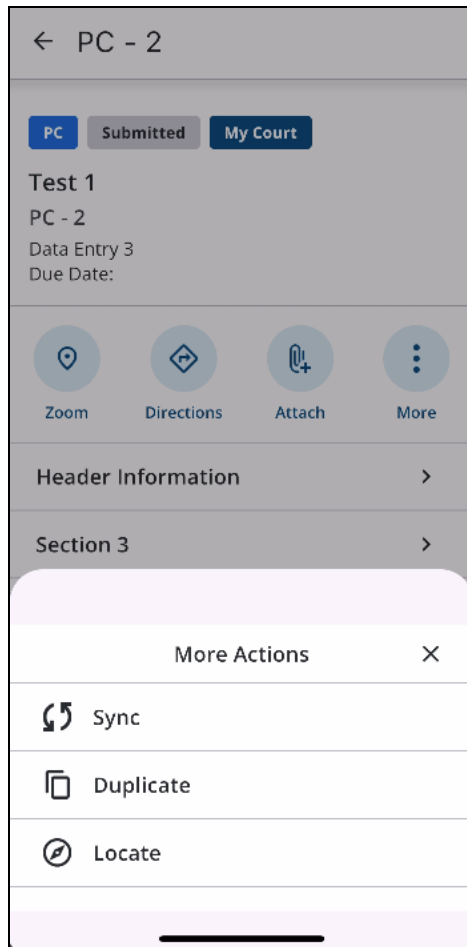 PC - 2
PC Submitted My Court
Test 1
PC - 2
Data Entry 3
Due Date:
Zoom Directions Attach More
Header Information
Section 3
More Actions
Sync
Duplicate
Locate